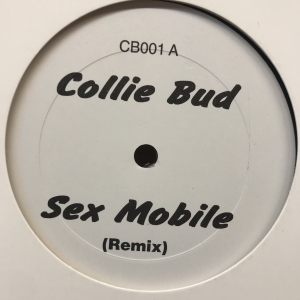 CB001 A
Collie Bud
Sex Mobile
(Remix)